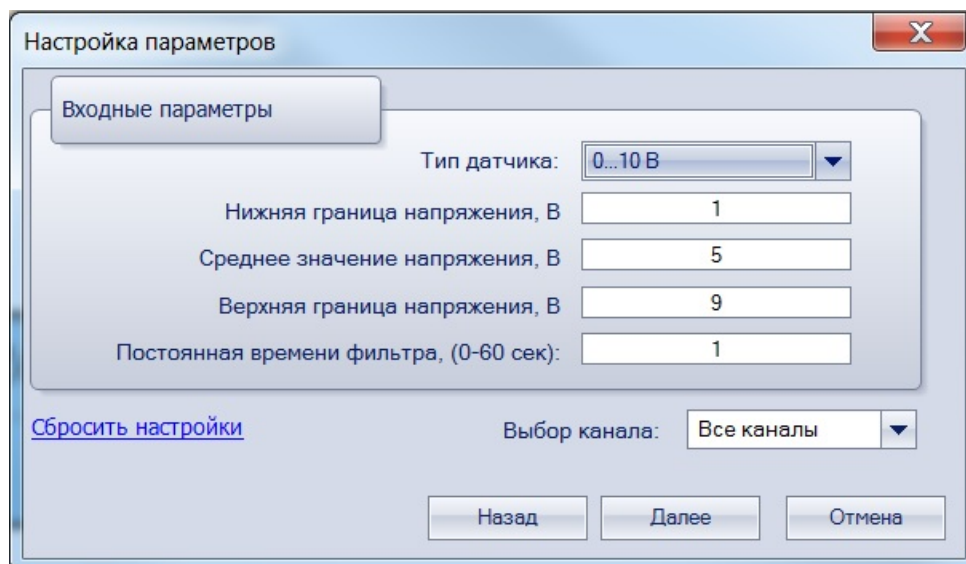 Настройка параметров
Входные параметры
Тип датчика: 0...10 В
Нижняя граница напряжения, В 1
Среднее значение напряжения, В 5
Верхняя граница напряжения, В 9
Постоянная времени фильтра, (0-60 сек): 1
Сбросить настройки Выбор канала: Все каналы
Назад Далее Отмена